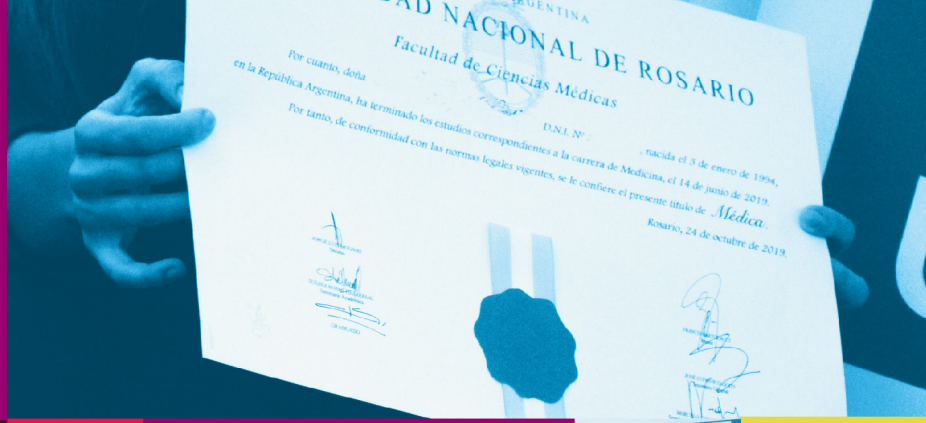 ARGENTINA
DAD NACIONAL DE ROSARIO
Facultad de Ciencias Médicas
Por cuanto, doña
D.N.I. Nº , nacida el 3 de enero de 1994,
en la República Argentina, ha terminado los estudios correspondientes a la carrera de Medicina, el 14 de junio de 2019.
Por tanto, de conformidad con las normas legales vigentes, se le confiere el presente título de Médica.
Rosario, 24 de octubre de 2019.